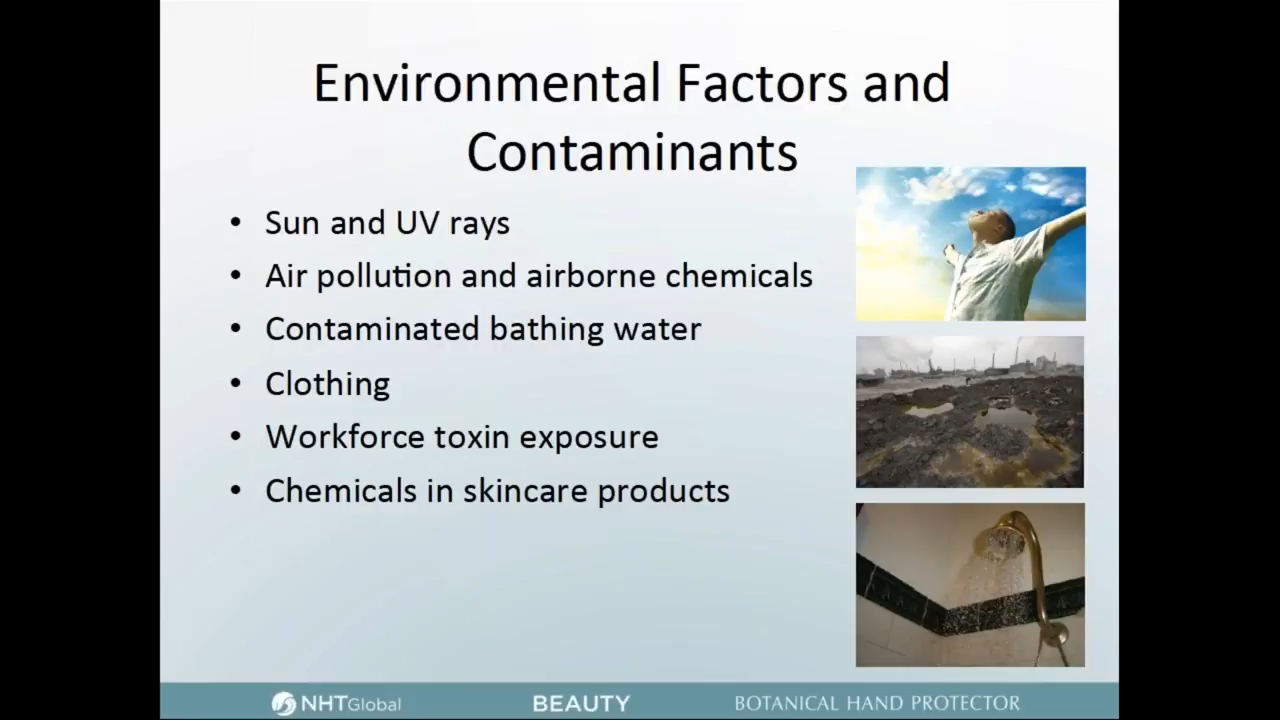 Environmental Factors and
Contaminants
• Sun and UV rays
• Air pollution and airborne chemicals
• Contaminated bathing water
• Clothing
• Workforce toxin exposure
• Chemicals in skincare products
NHTGlobal BEAUTY BOTANICAL HAND PROTECTOR